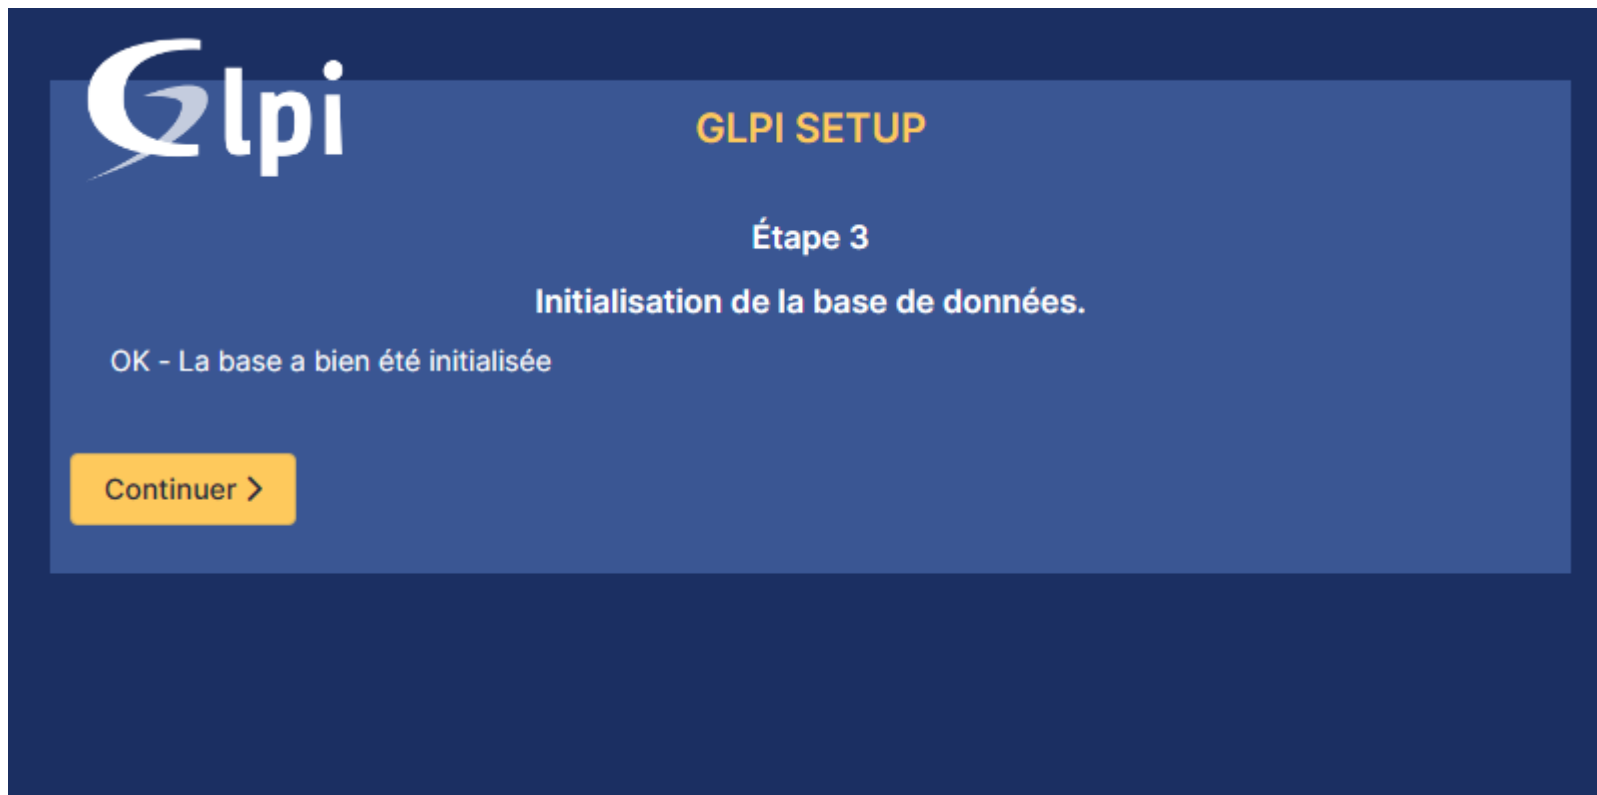 Glpi
GLPI SETUP
Étape 3
Initialisation de la base de données.
OK - La base a bien été initialisée
Continuer